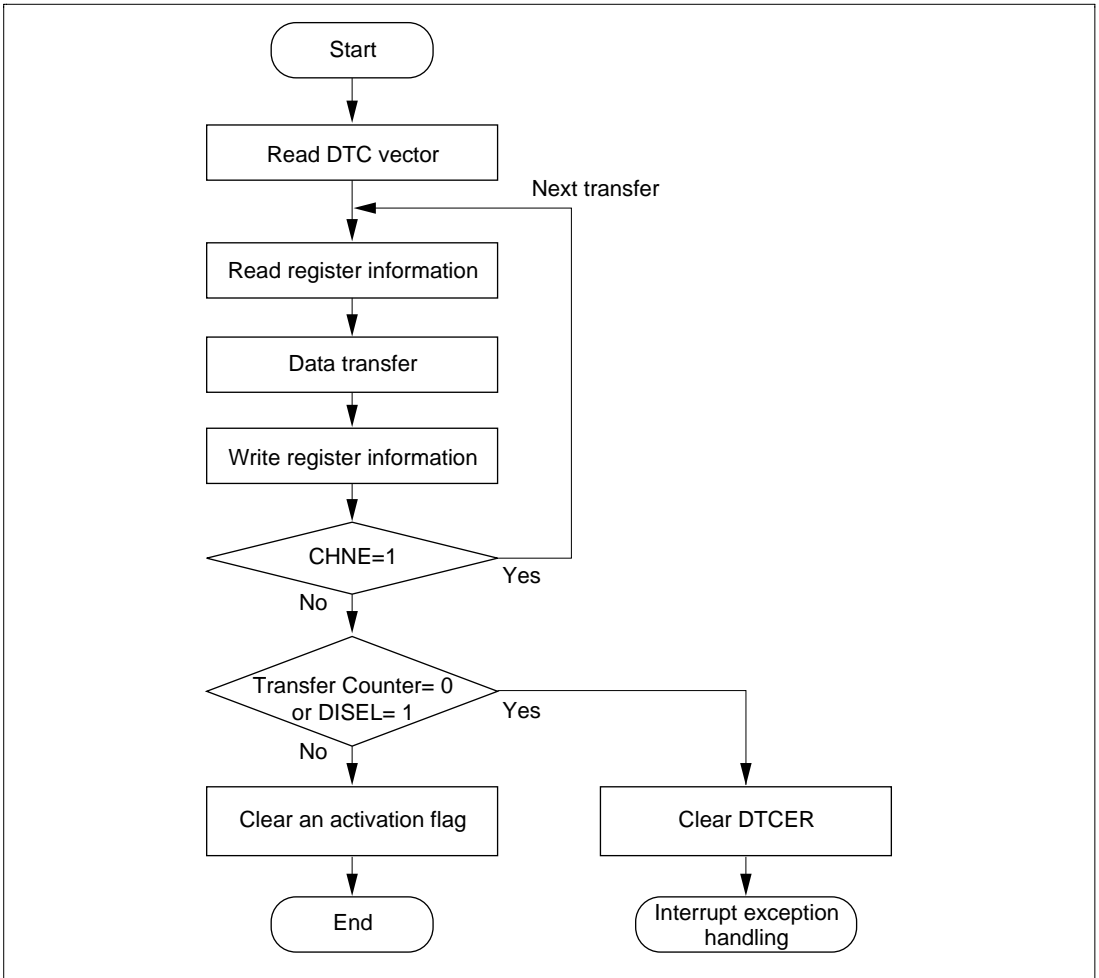 Start
Read DTC vector
Next transfer
Read register information
Data transfer
Write register information
CHNE=1
Yes
No
Transfer Counter= 0
or DISEL= 1
Yes
No
Clear an activation flag
Clear DTCER
End
Interrupt exception
handling